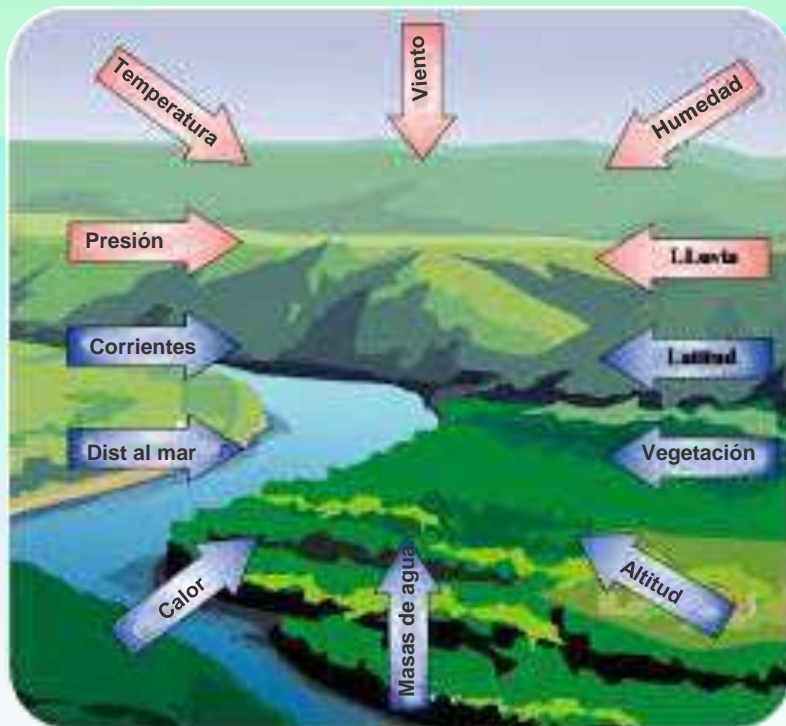 Viento
Temperatura
Humedad
Presión
LLuvia
Corrientes
Latitud
Dist al mar
Vegetación
Calor
Masas de agua
Altitud